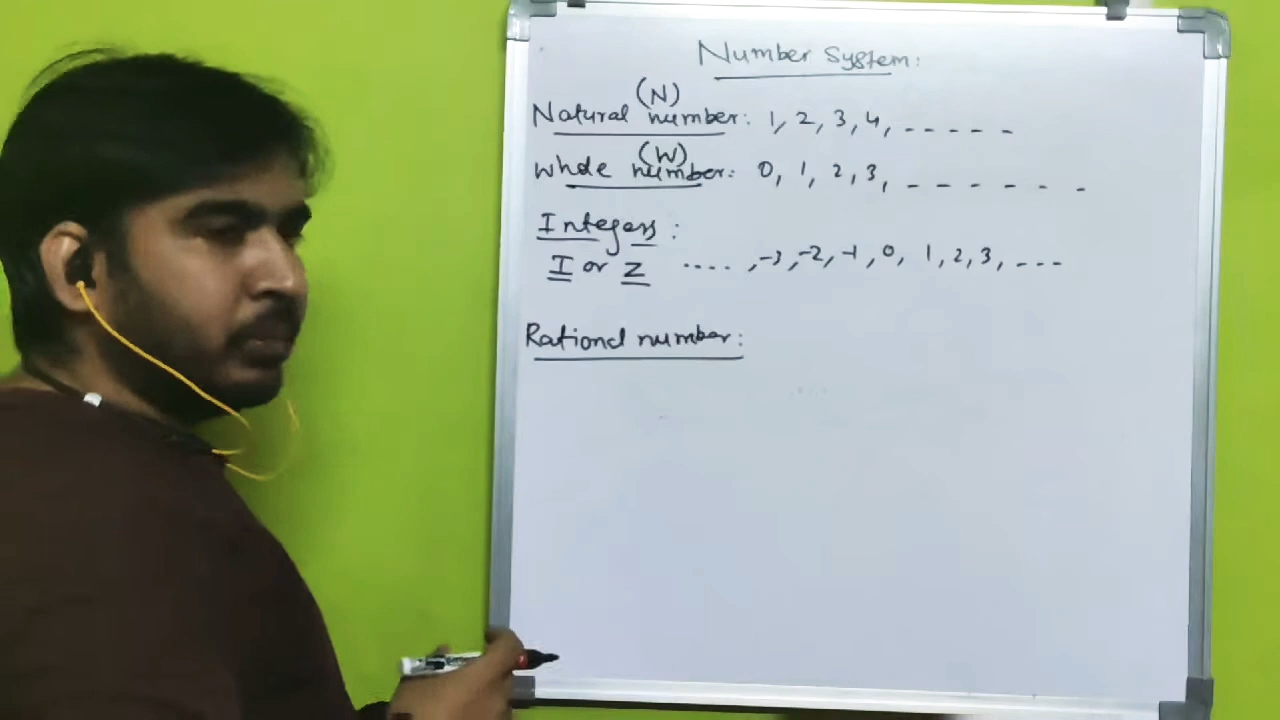 Number System:
(N)
Natural number: 1, 2, 3, 4, - - - - -
(W)
Whole number: 0, 1, 2, 3, - - - - - -
Integers:
I or Z ...., -3, -2, -1, 0, 1, 2, 3, - - -
Rational number: